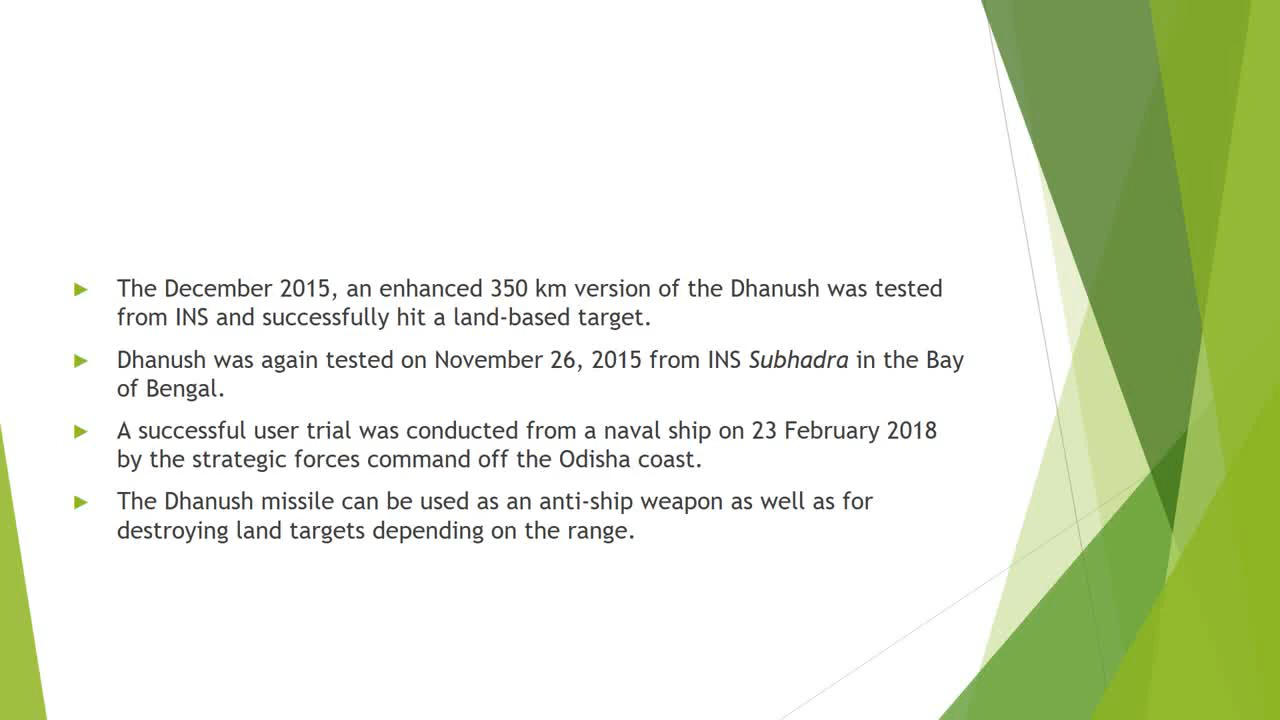 The December 2015, an enhanced 350 km version of the Dhanush was tested
from INS and successfully hit a land-based target.
Dhanush was again tested on November 26, 2015 from INS Subhadra in the Bay
of Bengal.
A successful user trial was conducted from a naval ship on 23 February 2018
by the strategic forces command off the Odisha coast.
The Dhanush missile can be used as an anti-ship weapon as well as for
destroying land targets depending on the range.